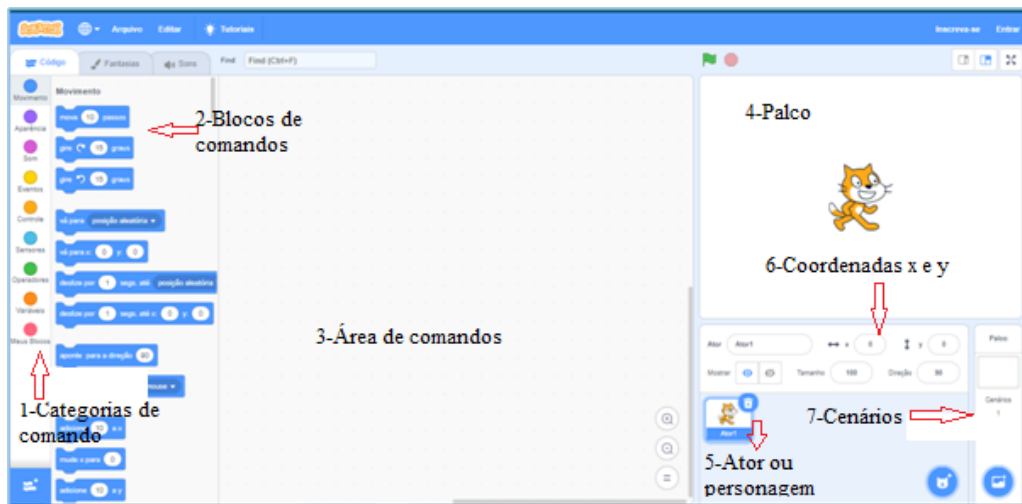 SCRATCH Arquivo Editar Tutoriais Inscreva-se Entrar
Código Fantasias Sons Find Find (Ctrl+F)
Movimento
Aparência
Som
Eventos
Controle
Sensores
Operadores
Variáveis
Meus Blocos
Movimento
mova 10 passos
gire 15 graus
gire 15 graus
vá para posição aleatória
vá para x: 0 y: 0
deslize por 1 segs. até posição aleatória
deslize por 1 segs. até x: 0 y: 0
aponte para a direção 90
mouse
adicione 10 a x
mude x para 0
adicione 10 a y
1-Categorias de
comando
2-Blocos de
comandos
3-Área de comandos
4-Palco
6-Coordenadas x e y
Ator Ator1 x 0 y 0
Mostrar Tamanho 100 Direção 90
Ator1
5-Ator ou
personagem
7-Cenários
Palco
Cenários
1